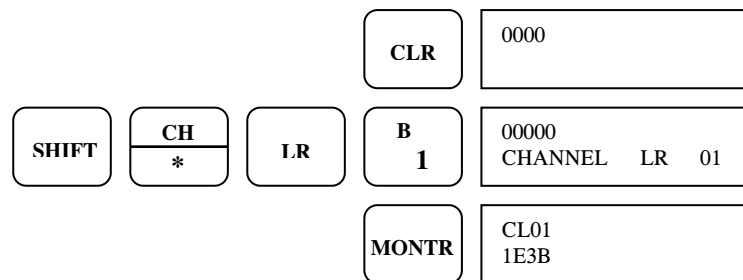 CLR
0000
SHIFT
CH
*
LR
B
1
00000
CHANNEL LR 01
MONTR
CL01
1E3B